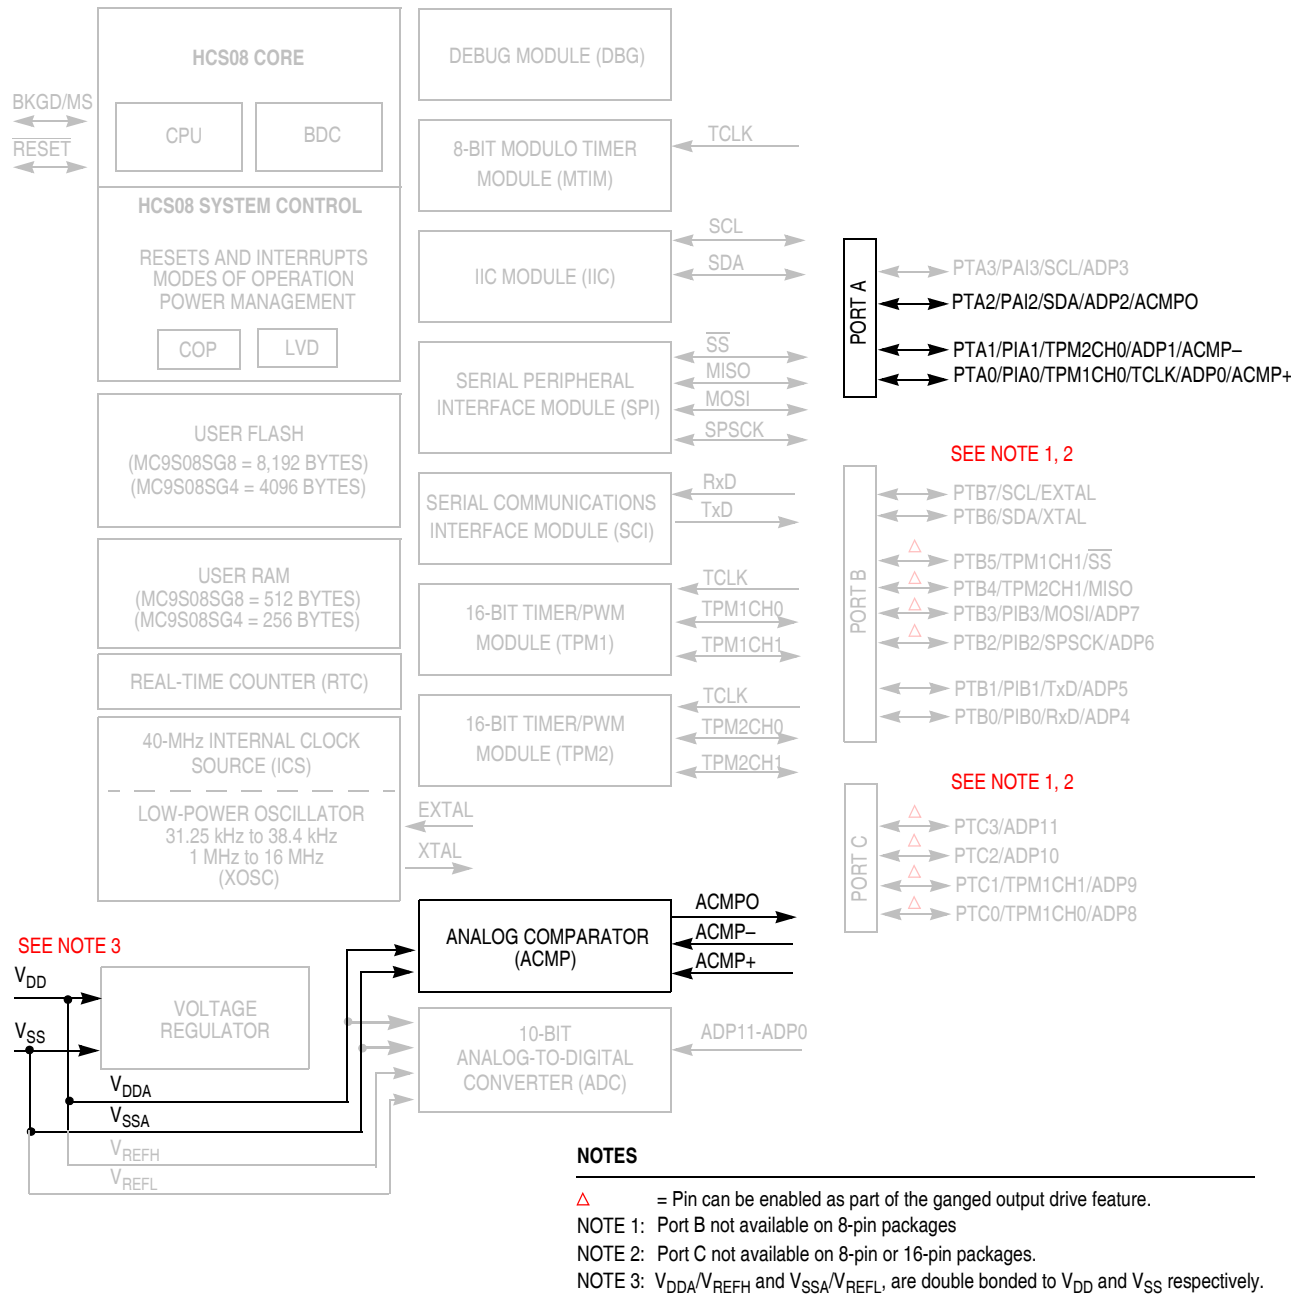 HCS08 CORE
BKGD/MS
RESET
CPU
BDC
HCS08 SYSTEM CONTROL
RESETS AND INTERRUPTS
MODES OF OPERATION
POWER MANAGEMENT
COP
LVD
USER FLASH
(MC9S08SG8 = 8,192 BYTES)
(MC9S08SG4 = 4096 BYTES)
USER RAM
(MC9S08SG8 = 512 BYTES)
(MC9S08SG4 = 256 BYTES)
REAL-TIME COUNTER (RTC)
40-MHz INTERNAL CLOCK
SOURCE (ICS)
LOW-POWER OSCILLATOR
31.25 kHz to 38.4 kHz
1 MHz to 16 MHz
(XOSC)
EXTAL
XTAL
SEE NOTE 3
VDD
VSS
VOLTAGE
REGULATOR
VDDA
VSSA
VREFH
VREFL
DEBUG MODULE (DBG)
8-BIT MODULO TIMER
MODULE (MTIM)
TCLK
IIC MODULE (IIC)
SCL
SDA
SERIAL PERIPHERAL
INTERFACE MODULE (SPI)
SS
MISO
MOSI
SPSCK
SERIAL COMMUNICATIONS
INTERFACE MODULE (SCI)
RxD
TxD
16-BIT TIMER/PWM
MODULE (TPM1)
TCLK
TPM1CH0
TPM1CH1
16-BIT TIMER/PWM
MODULE (TPM2)
TCLK
TPM2CH0
TPM2CH1
ANALOG COMPARATOR
(ACMP)
ACMPO
ACMP–
ACMP+
10-BIT
ANALOG-TO-DIGITAL
CONVERTER (ADC)
ADP11-ADP0
PORT A
PTA3/PAI3/SCL/ADP3
PTA2/PAI2/SDA/ADP2/ACMPO
PTA1/PIA1/TPM2CH0/ADP1/ACMP–
PTA0/PIA0/TPM1CH0/TCLK/ADP0/ACMP+
SEE NOTE 1, 2
PORT B
PTB7/SCL/EXTAL
PTB6/SDA/XTAL
△ PTB5/TPM1CH1/SS
△ PTB4/TPM2CH1/MISO
△ PTB3/PIB3/MOSI/ADP7
△ PTB2/PIB2/SPSCK/ADP6
PTB1/PIB1/TxD/ADP5
PTB0/PIB0/RxD/ADP4
SEE NOTE 1, 2
PORT C
△ PTC3/ADP11
△ PTC2/ADP10
△ PTC1/TPM1CH1/ADP9
△ PTC0/TPM1CH0/ADP8
NOTES
△ = Pin can be enabled as part of the ganged output drive feature.
NOTE 1: Port B not available on 8-pin packages
NOTE 2: Port C not available on 8-pin or 16-pin packages.
NOTE 3: VDDA/VREFH and VSSA/VREFL, are double bonded to VDD and VSS respectively.